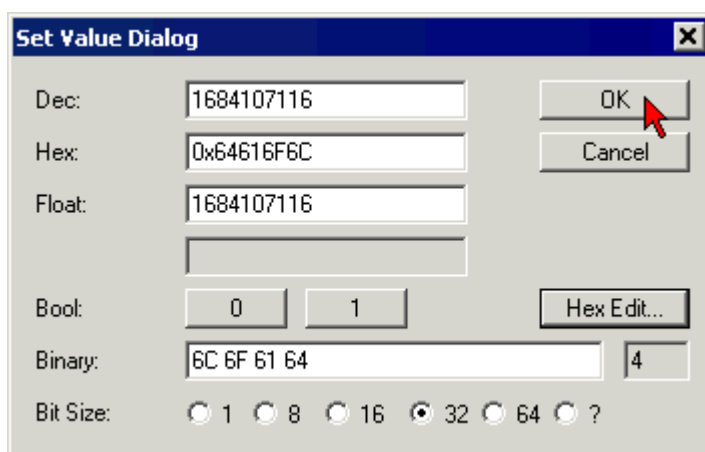 Set Value Dialog
Dec: 1684107116 OK
Hex: 0x64616F6C Cancel
Float: 1684107116
Bool: 0 1 Hex Edit...
Binary: 6C 6F 61 64 4
Bit Size: 1 8 16 32 64 ?